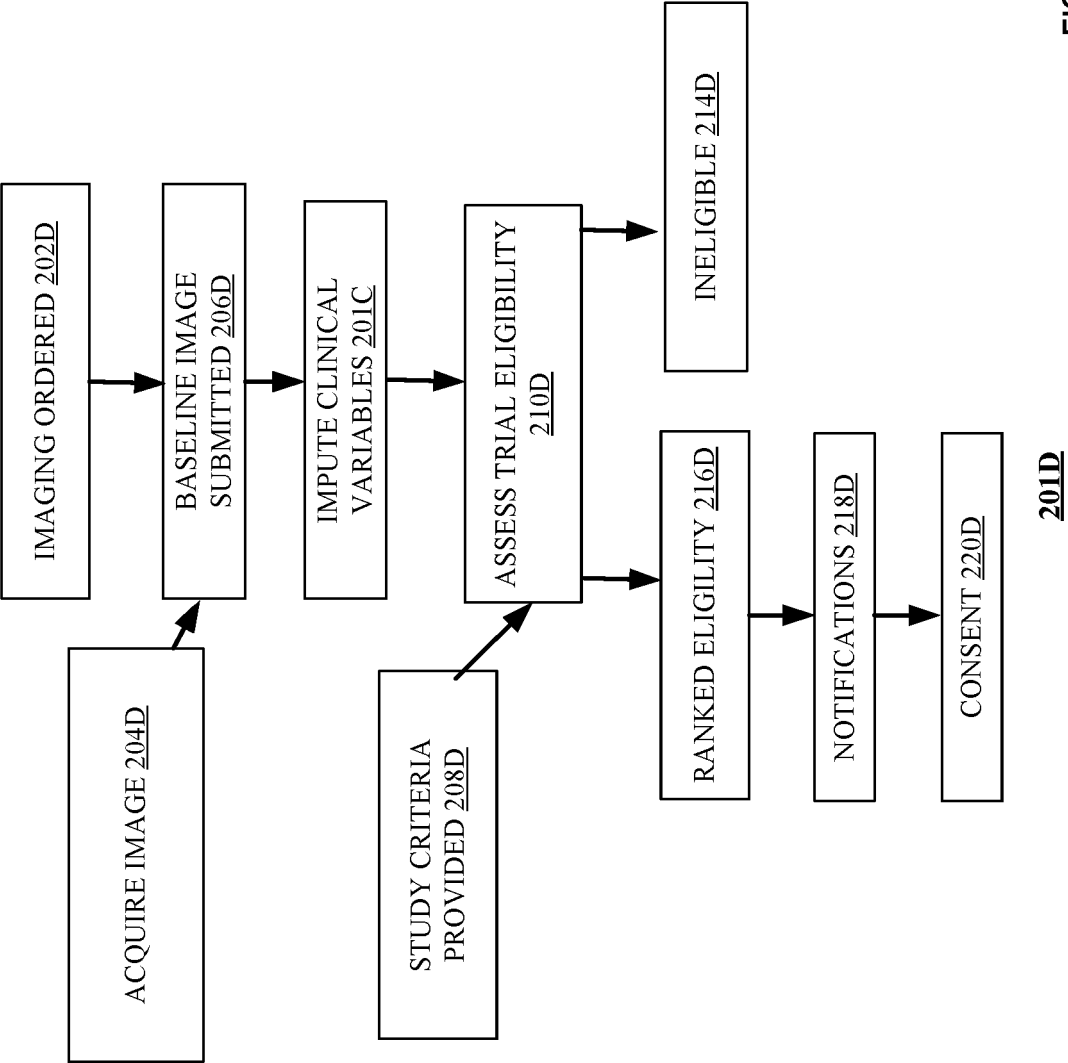 IMAGING ORDERED 202D
ACQUIRE IMAGE 204D
BASELINE IMAGE
SUBMITTED 206D
IMPUTE CLINICAL
VARIABLES 201C
STUDY CRITERIA
PROVIDED 208D
ASSESS TRIAL ELIGIBILITY
210D
INELIGIBLE 214D
RANKED EGILIBILITY 216D
NOTIFICATIONS 218D
CONSENT 220D
201D